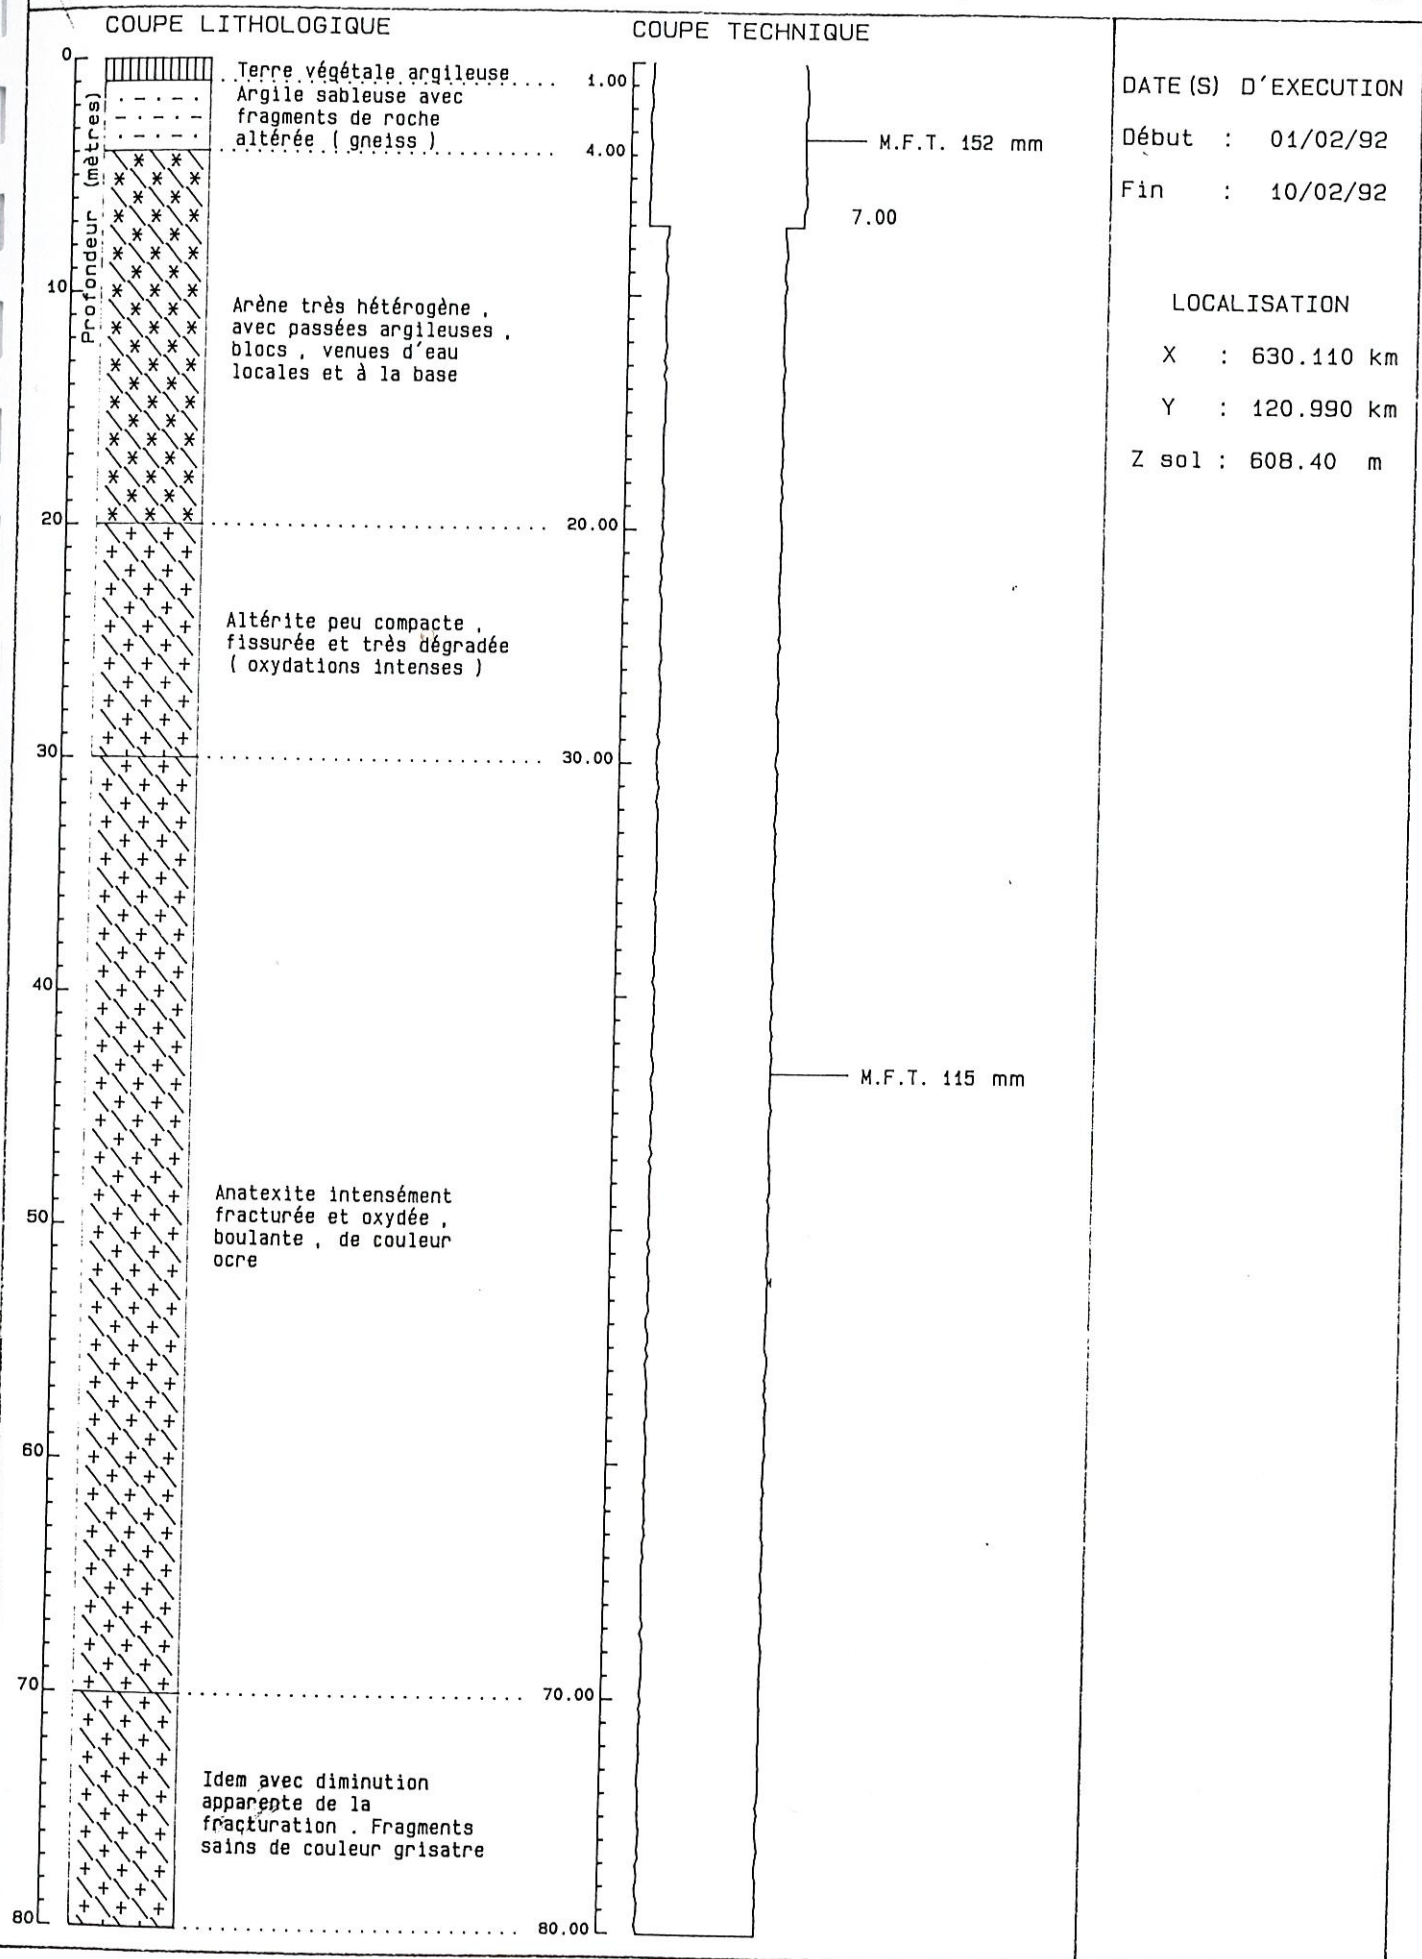 COUPE LITHOLOGIQUE
COUPE TECHNIQUE
Profondeur (mètres)
0
10
20
30
40
50
60
70
80
Terre végétale argileuse
Argile sableuse avec
fragments de roche
altérée ( gneiss )
Arène très hétérogène ,
avec passées argileuses ,
blocs , venues d'eau
locales et à la base
Altérite peu compacte ,
fissurée et très dégradée
( oxydations intenses )
Anatexite intensément
fracturée et oxydée ,
boulante , de couleur
ocre
Idem avec diminution
apparente de la
fracturation . Fragments
sains de couleur grisatre
1.00
4.00
20.00
30.00
70.00
80.00
M.F.T. 152 mm
7.00
M.F.T. 115 mm
DATE(S) D'EXECUTION
Début : 01/02/92
Fin : 10/02/92
LOCALISATION
X : 630.110 km
Y : 120.990 km
Z sol : 608.40 m